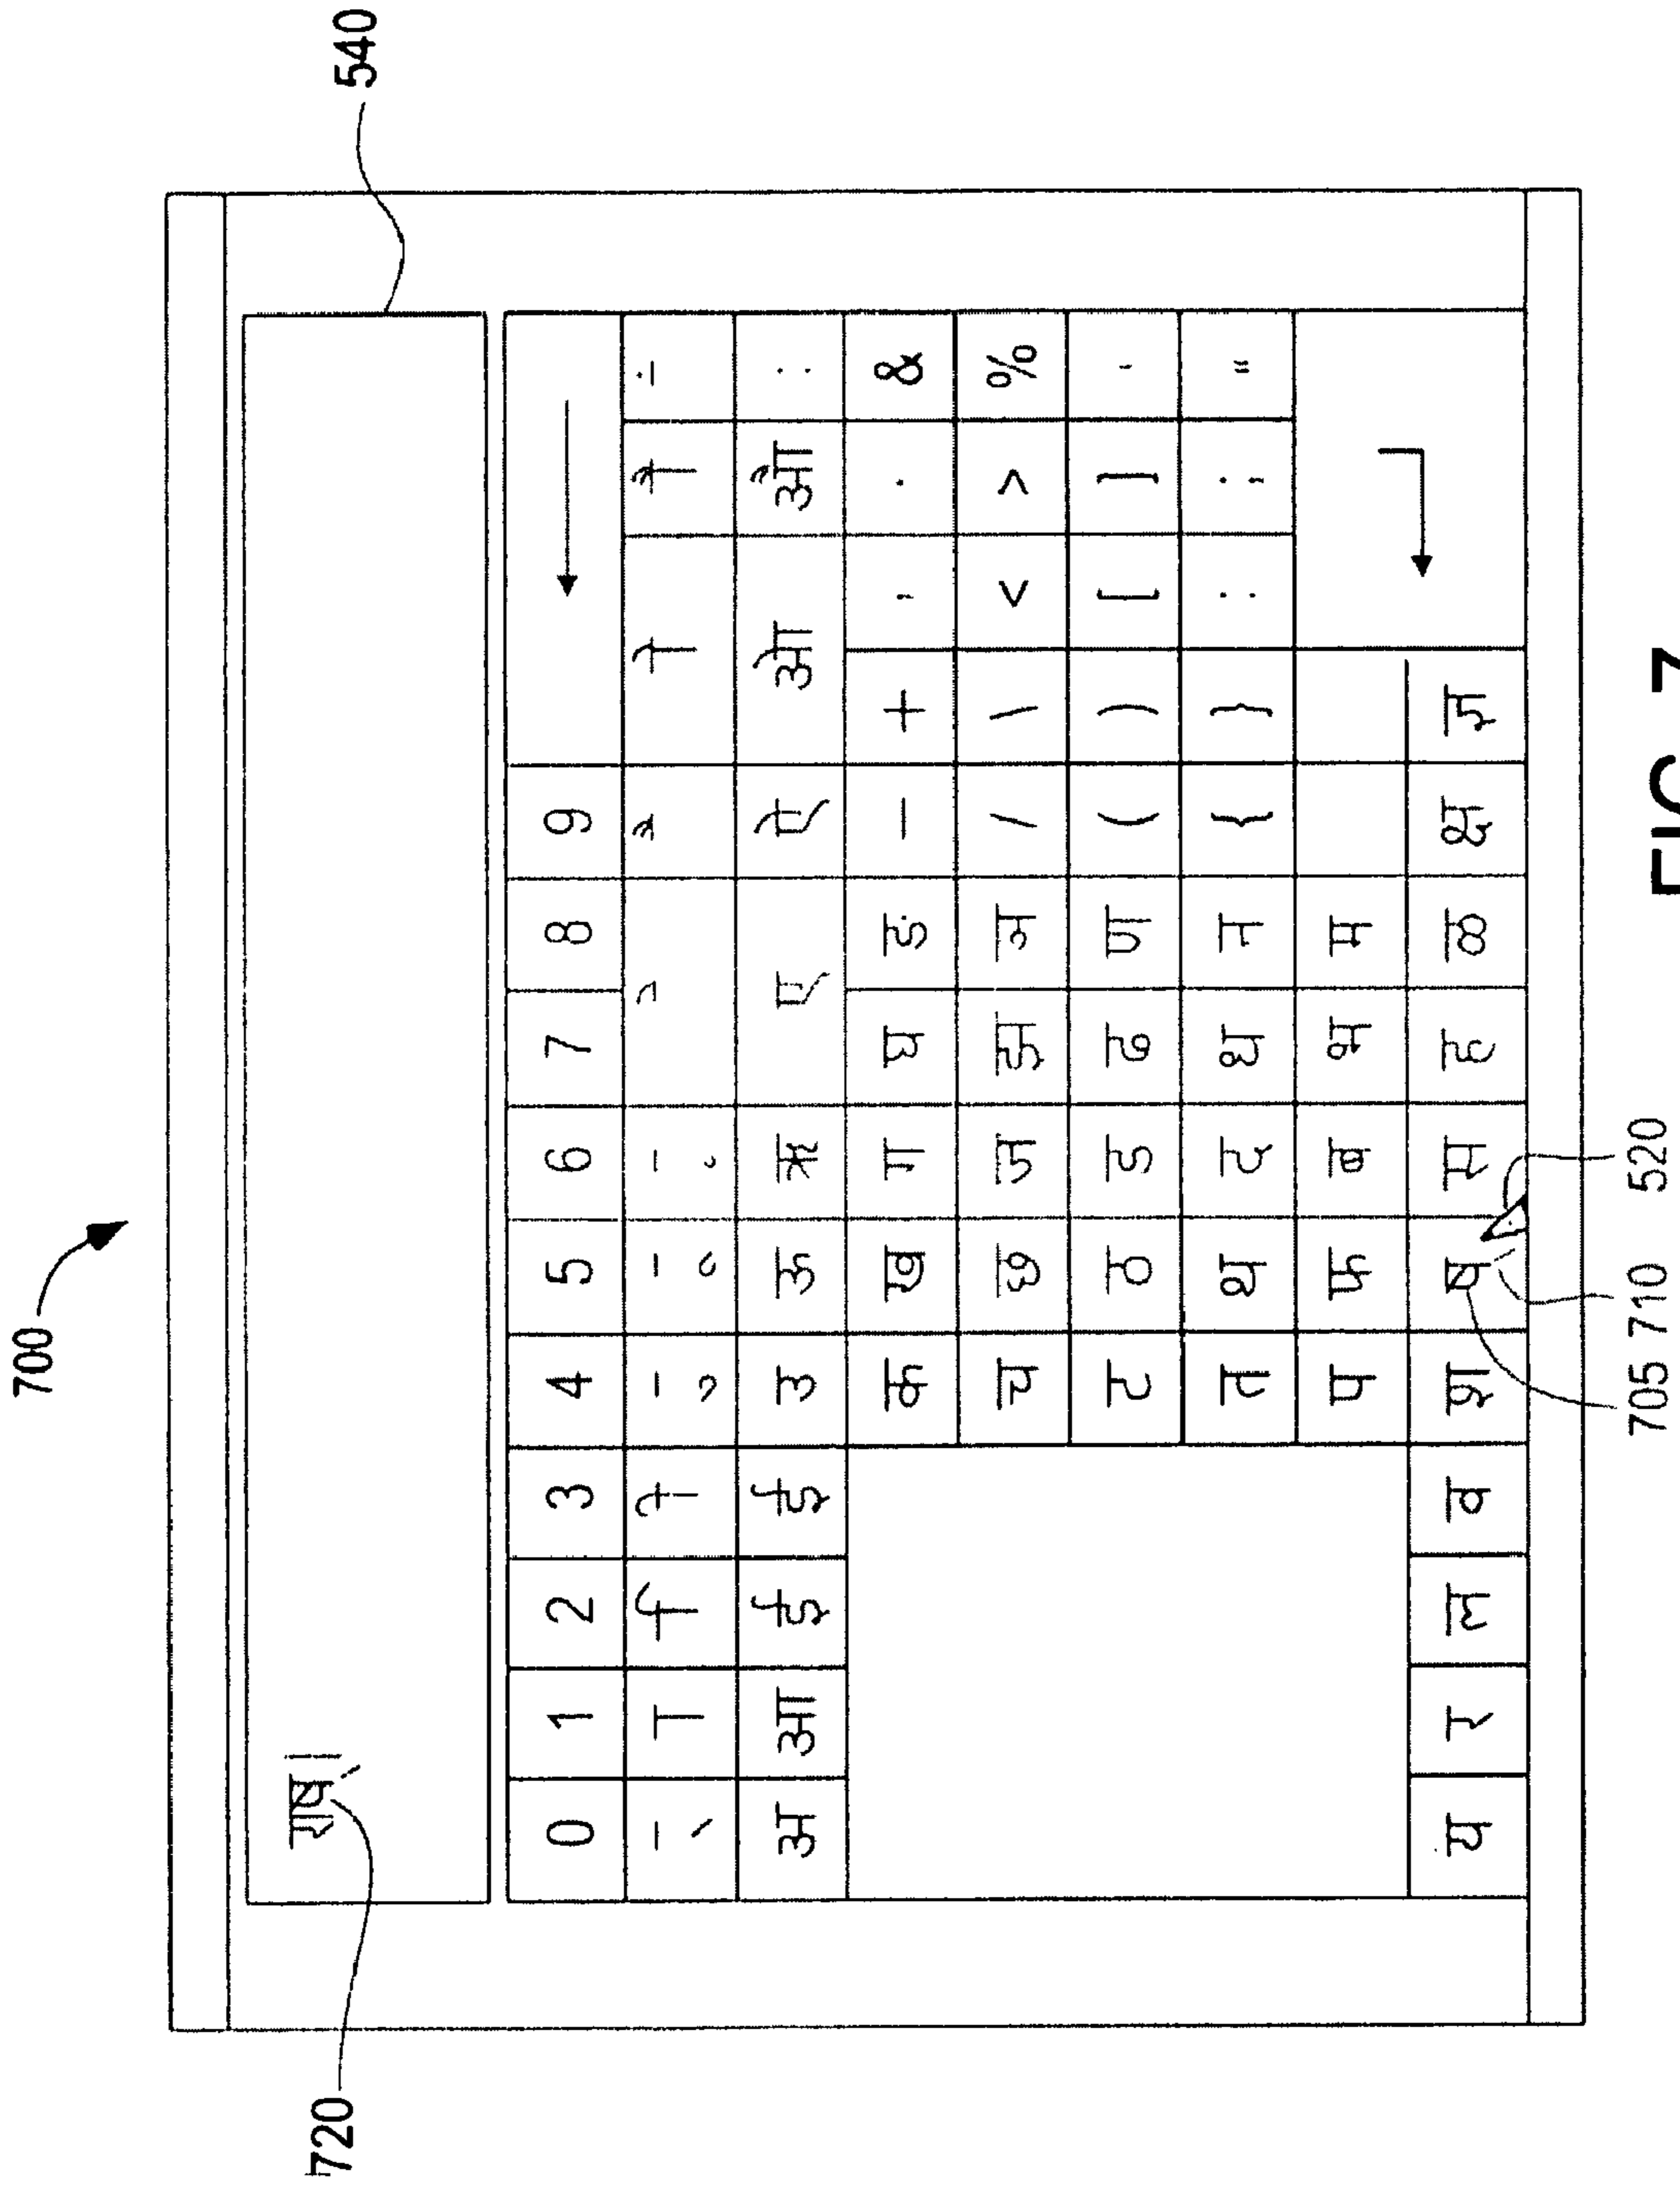 700
540
720
राष्
0 1 2 3 4 5 6 7 8 9 ←
् ा ि ी ु ू े ै ो ौ
अ आ ई ई उ ऊ ऋ ए ऐ ओ औ :
क ख ग घ ङ – + &
च छ ज झ / \ < > %
ट ठ ड ढ ण ( ) [ ]
त थ द ध न { } : ; "
प फ ब भ म
य र ल व श ष स ह ळ क्ष ज्ञ
705 710 520
FIG. 7